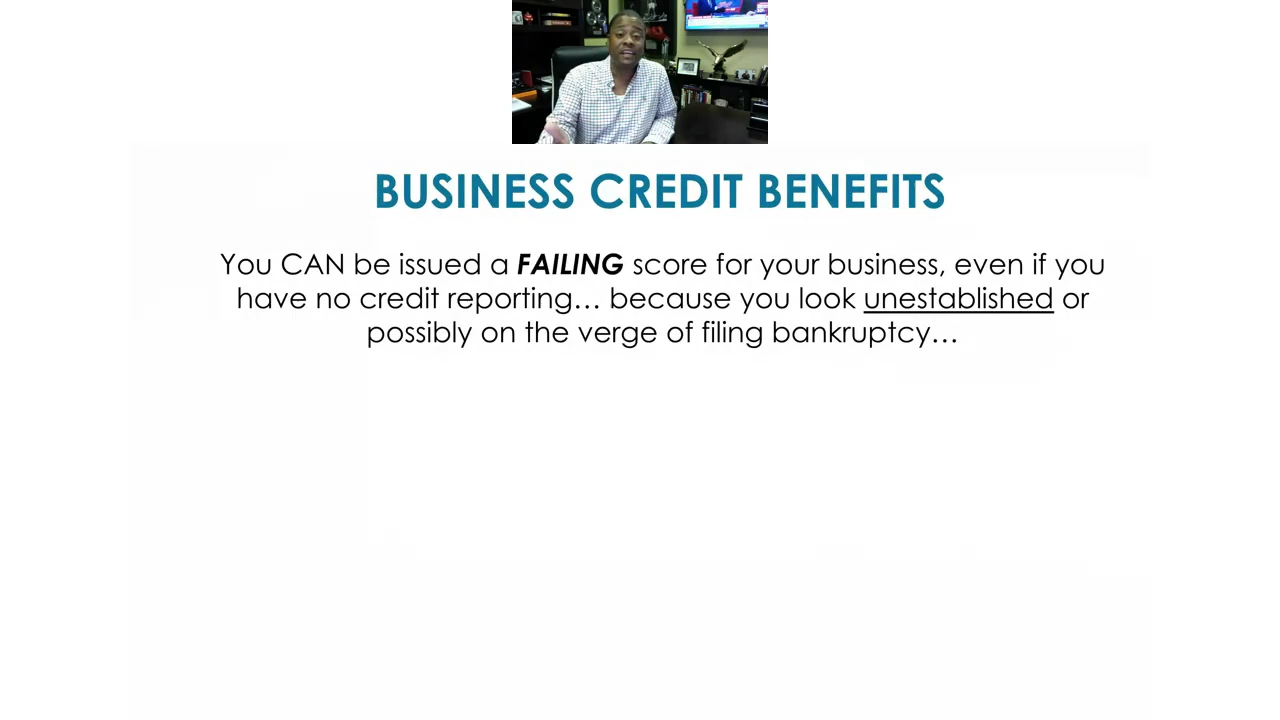 BUSINESS CREDIT BENEFITS
You CAN be issued a FAILING score for your business, even if you
have no credit reporting… because you look unestablished or
possibly on the verge of filing bankruptcy…